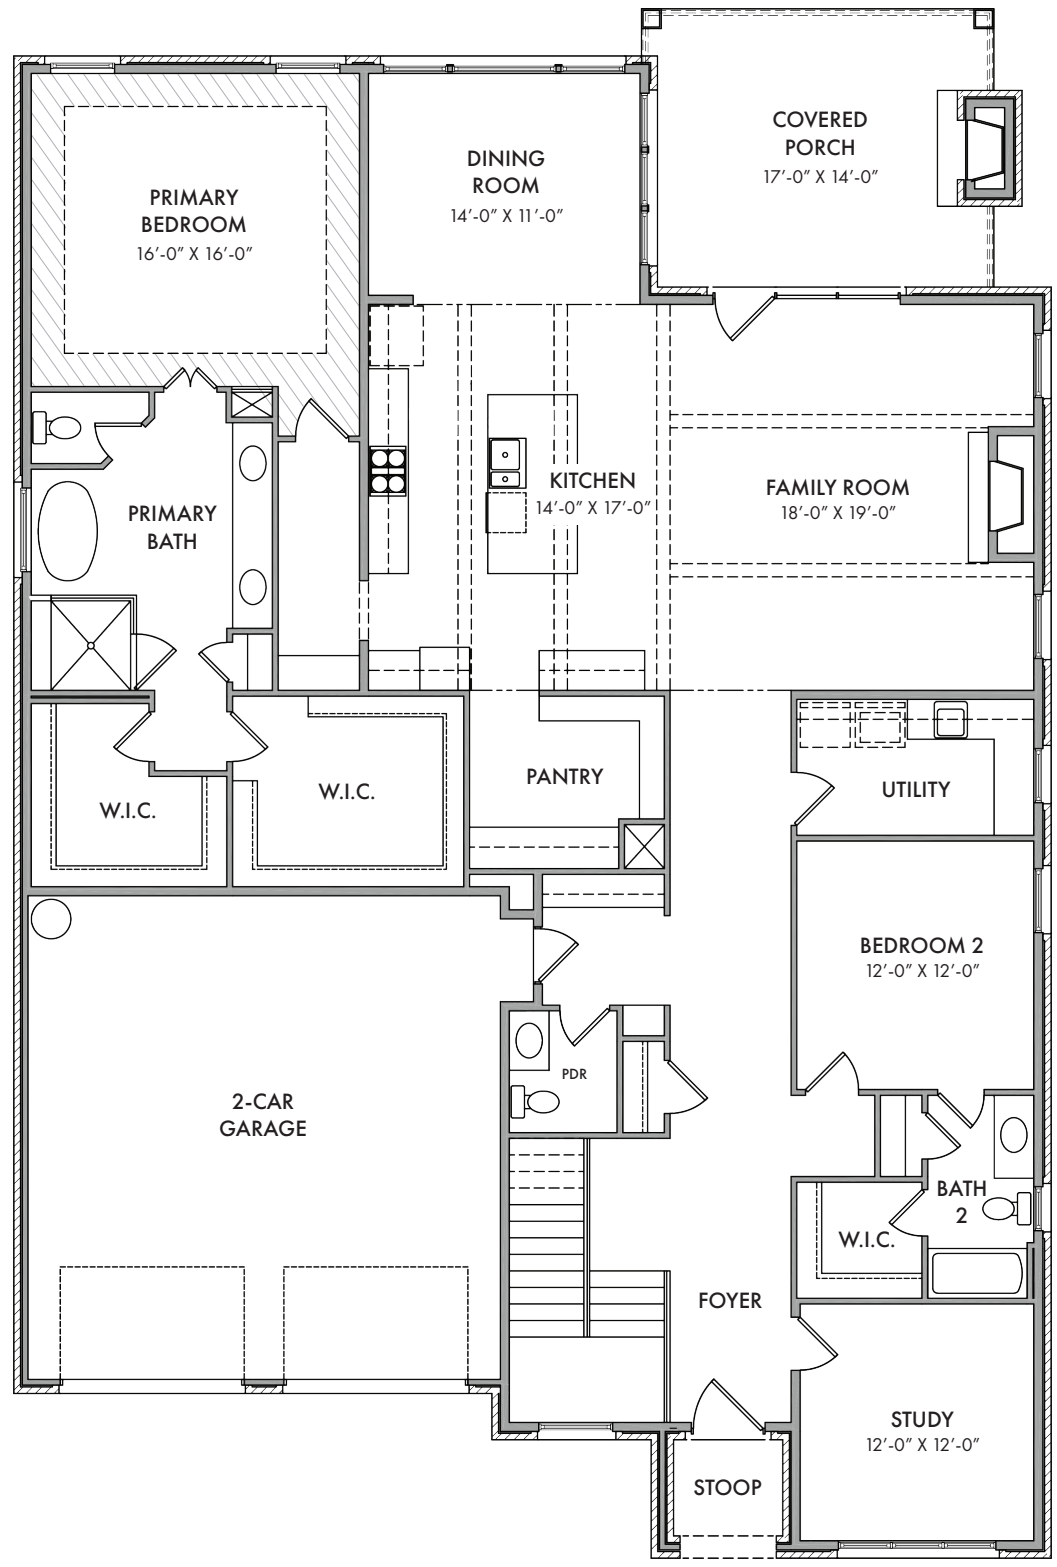 COVERED
PORCH
17'-0" X 14'-0"
DINING
ROOM
14'-0" X 11'-0"
PRIMARY
BEDROOM
16'-0" X 16'-0"
KITCHEN
14'-0" X 17'-0"
FAMILY ROOM
18'-0" X 19'-0"
PRIMARY
BATH
PANTRY
UTILITY
W.I.C.
W.I.C.
BEDROOM 2
12'-0" X 12'-0"
PDR
2-CAR
GARAGE
BATH
2
W.I.C.
FOYER
STUDY
12'-0" X 12'-0"
STOOP